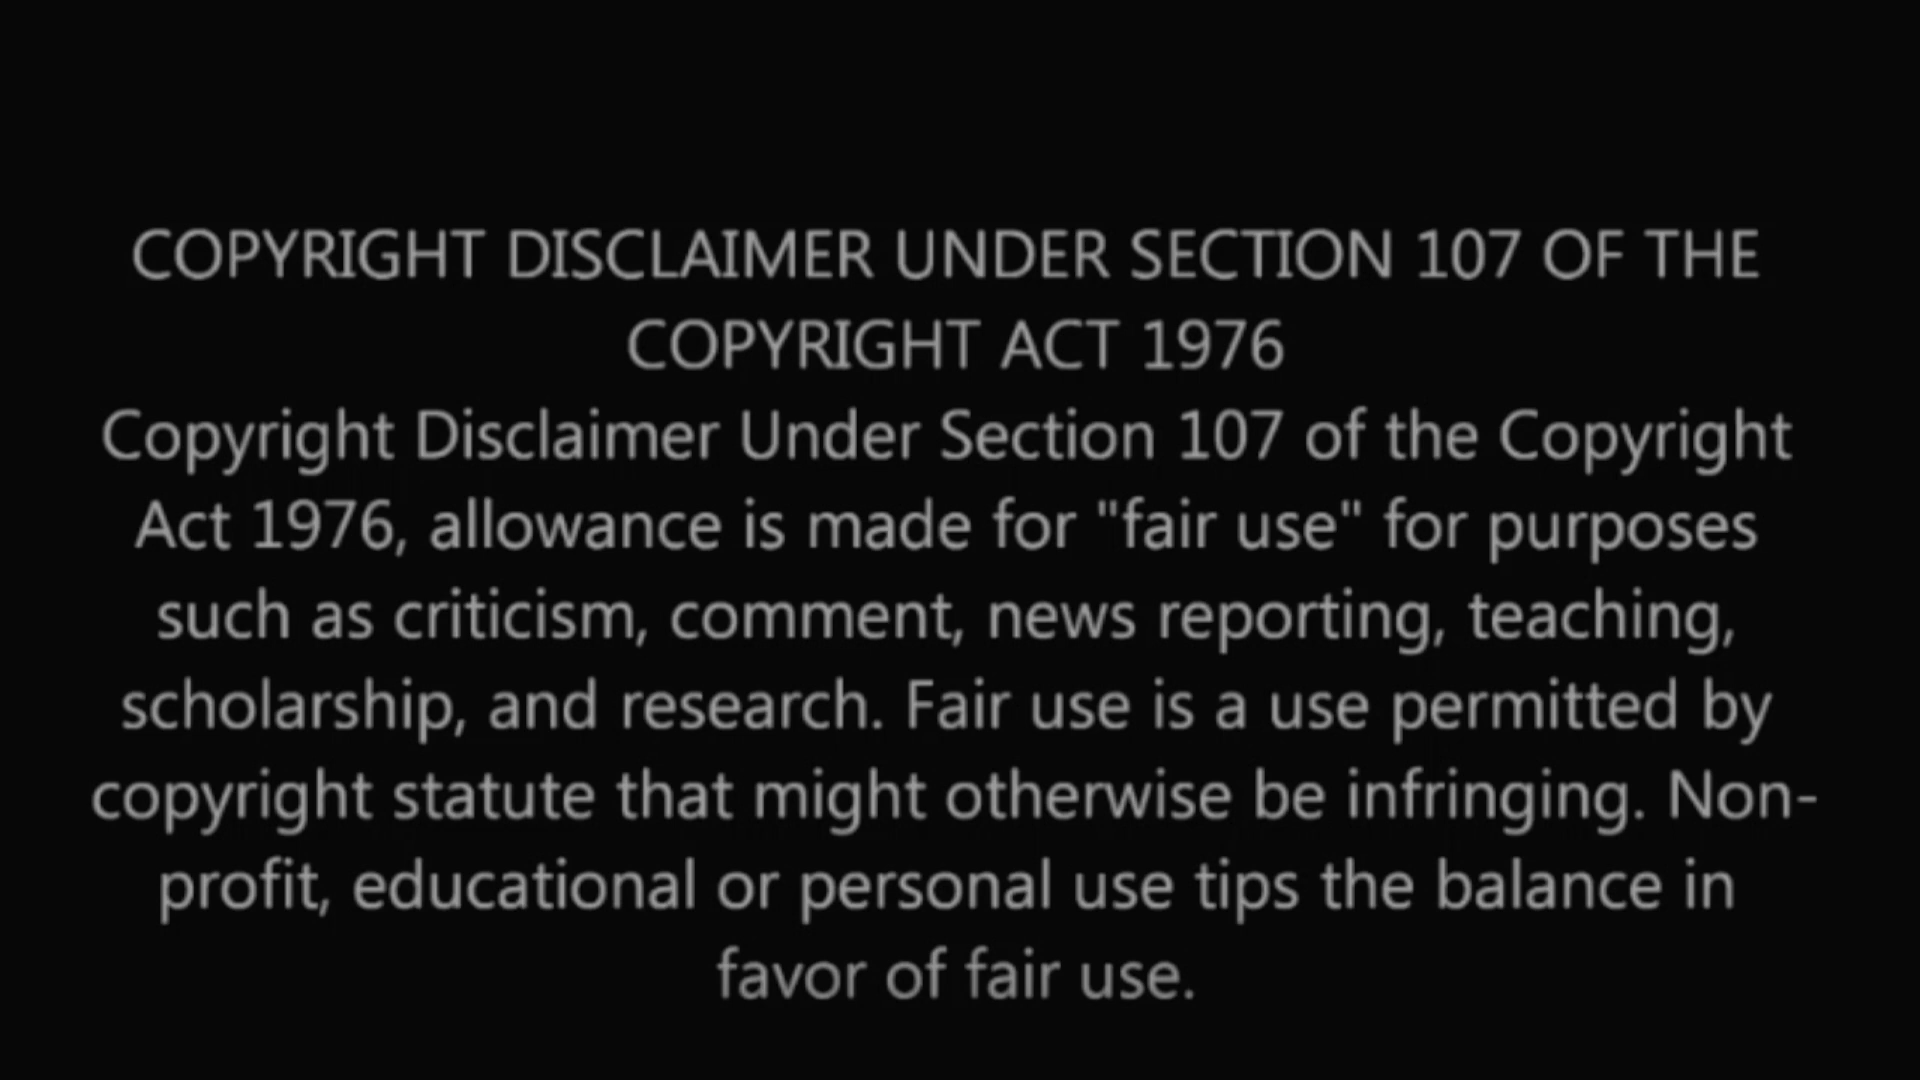 COPYRIGHT DISCLAIMER UNDER SECTION 107 OF THE
COPYRIGHT ACT 1976
Copyright Disclaimer Under Section 107 of the Copyright
Act 1976, allowance is made for "fair use" for purposes
such as criticism, comment, news reporting, teaching,
scholarship, and research. Fair use is a use permitted by
copyright statute that might otherwise be infringing. Non-
profit, educational or personal use tips the balance in
favor of fair use.